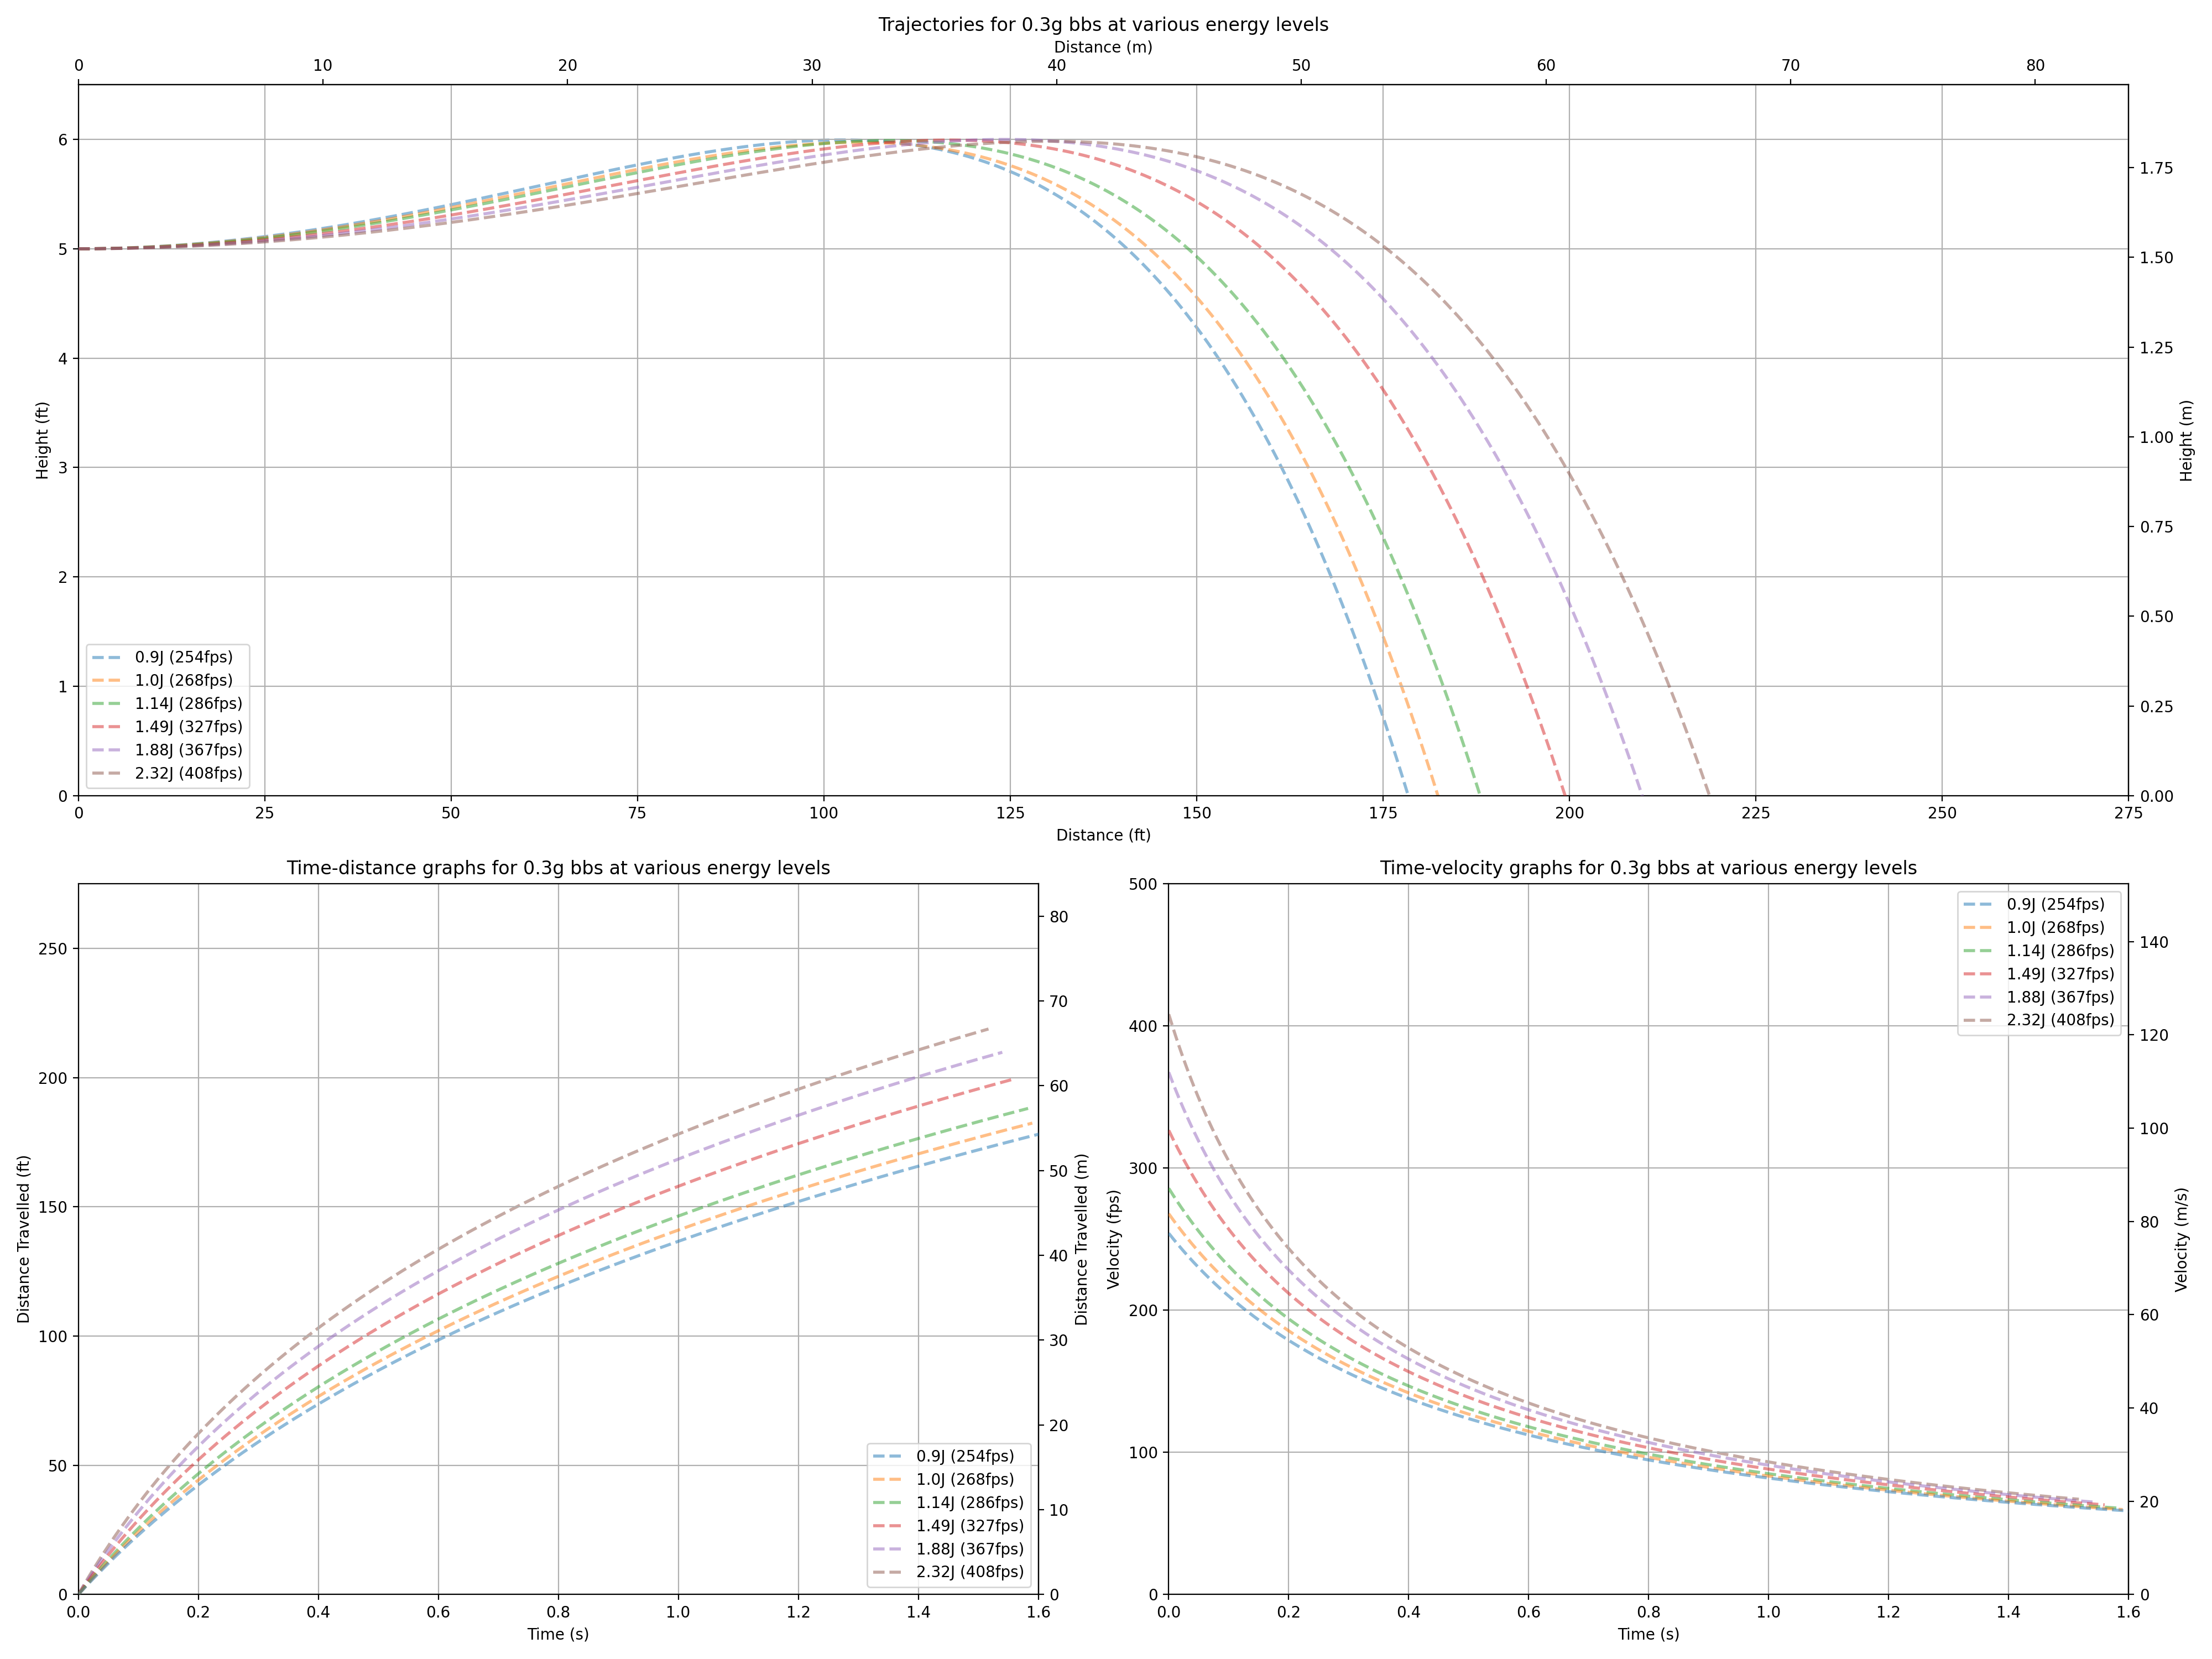 Trajectories for 0.3g bbs at various energy levels
Distance (m)
0 10 20 30 40 50 60 70 80
6
5
4
3
2
1
0
Height (ft)
1.75
1.50
1.25
1.00
0.75
0.50
0.25
0.00
Height (m)
0.9J (254fps)
1.0J (268fps)
1.14J (286fps)
1.49J (327fps)
1.88J (367fps)
2.32J (408fps)
0 25 50 75 100 125 150 175 200 225 250 275
Distance (ft)
Time-distance graphs for 0.3g bbs at various energy levels
250
200
150
100
50
0
Distance Travelled (ft)
80
70
60
50
40
30
20
10
0
Distance Travelled (m)
0.9J (254fps)
1.0J (268fps)
1.14J (286fps)
1.49J (327fps)
1.88J (367fps)
2.32J (408fps)
0.0 0.2 0.4 0.6 0.8 1.0 1.2 1.4 1.6
Time (s)
Time-velocity graphs for 0.3g bbs at various energy levels
500
400
300
200
100
0
Velocity (fps)
140
120
100
80
60
40
20
0
Velocity (m/s)
0.9J (254fps)
1.0J (268fps)
1.14J (286fps)
1.49J (327fps)
1.88J (367fps)
2.32J (408fps)
0.0 0.2 0.4 0.6 0.8 1.0 1.2 1.4 1.6
Time (s)